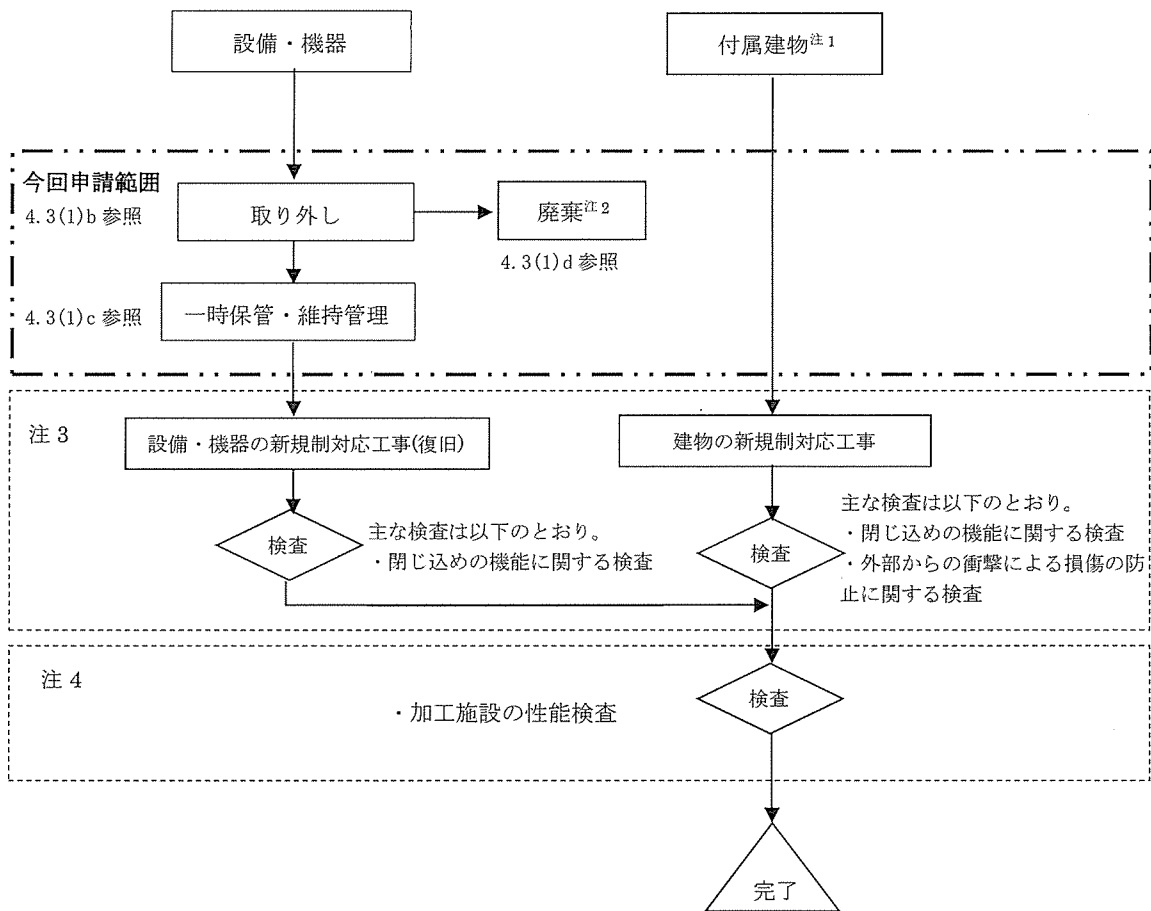 設備・機器
付属建物注1
今回申請範囲
4.3(1)b 参照
取り外し
廃棄注2
4.3(1)d 参照
4.3(1)c 参照
一時保管・維持管理
注 3
設備・機器の新規制対応工事(復旧)
建物の新規制対応工事
検査
主な検査は以下のとおり。
・閉じ込めの機能に関する検査
検査
主な検査は以下のとおり。
・閉じ込めの機能に関する検査
・外部からの衝撃による損傷の防
止に関する検査
注 4
・加工施設の性能検査
検査
完了